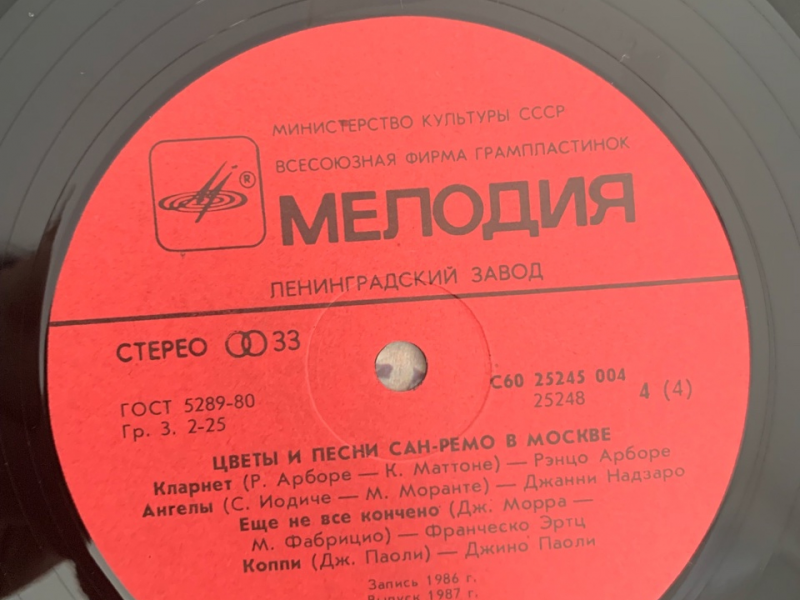 МИНИСТЕРСТВО КУЛЬТУРЫ СССР
ВСЕСОЮЗНАЯ ФИРМА ГРАМПЛАСТИНОК
®
МЕЛОДИЯ
ЛЕНИНГРАДСКИЙ ЗАВОД
СТЕРЕО 33
ГОСТ 5289-80
Гр. 3. 2-25
С60 25245 004
25248
4 (4)
ЦВЕТЫ И ПЕСНИ САН-РЕМО В МОСКВЕ
Кларнет (Р. Арборе — К. Маттоне) — Рэнцо Арборе
Ангелы (С. Иодиче — М. Моранте) — Джанни Надзаро
Еще не все кончено (Дж. Морра —
М. Фабрицио) — Франческо Эртц
Коппи (Дж. Паоли) — Джино Паоли
Запись 1986 г.
Выпуск 1987 г.